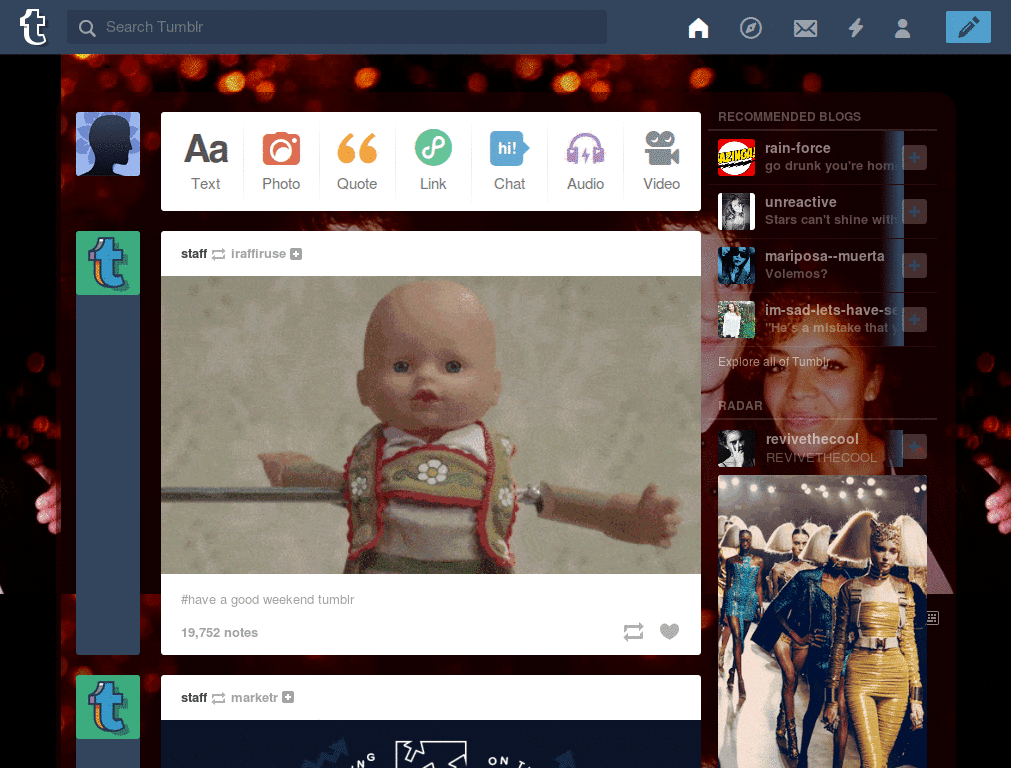 t
Search Tumblr
Aa
hi!
Text
Photo
Quote
Link
Chat
Audio
Video
RECOMMENDED BLOGS
BAZINGA!
rain-force
go drunk you're hom
unreactive
Stars can't shine with
mariposa--muerta
Volemos?
im-sad-lets-have-se
"He's a mistake that y
Explore all of Tumblr
RADAR
revivethecool
REVIVETHECOOL
t
staff iraffiruse
#have a good weekend tumblr
19,752 notes
t
staff marketr
NG ON T